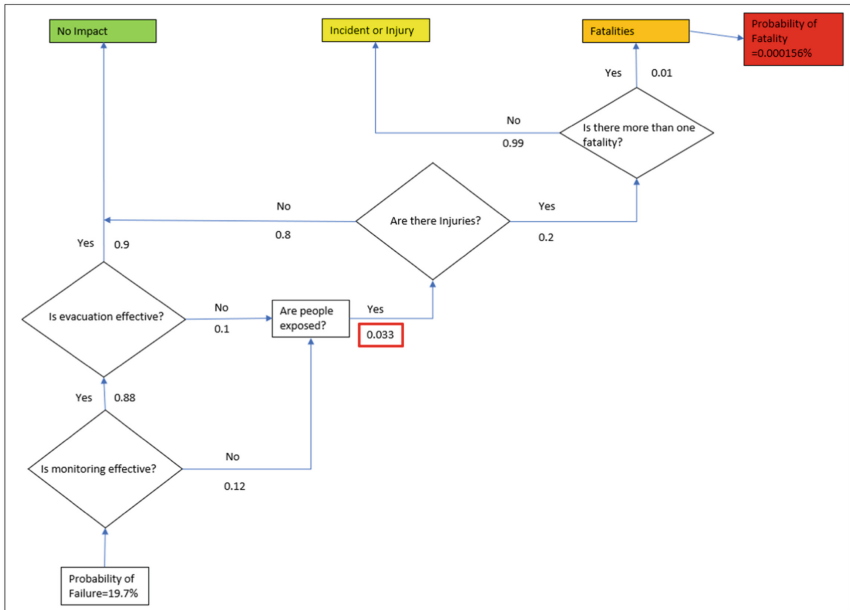 No Impact
Incident or Injury
Fatalities
Probability of
Fatality
=0.000156%
Yes
0.01
No
0.99
Is there more than one
fatality?
No
0.8
Are there Injuries?
Yes
0.2
Yes
0.9
Is evacuation effective?
No
0.1
Are people
exposed?
Yes
0.033
Yes
0.88
Is monitoring effective?
No
0.12
Probability of
Failure=19.7%